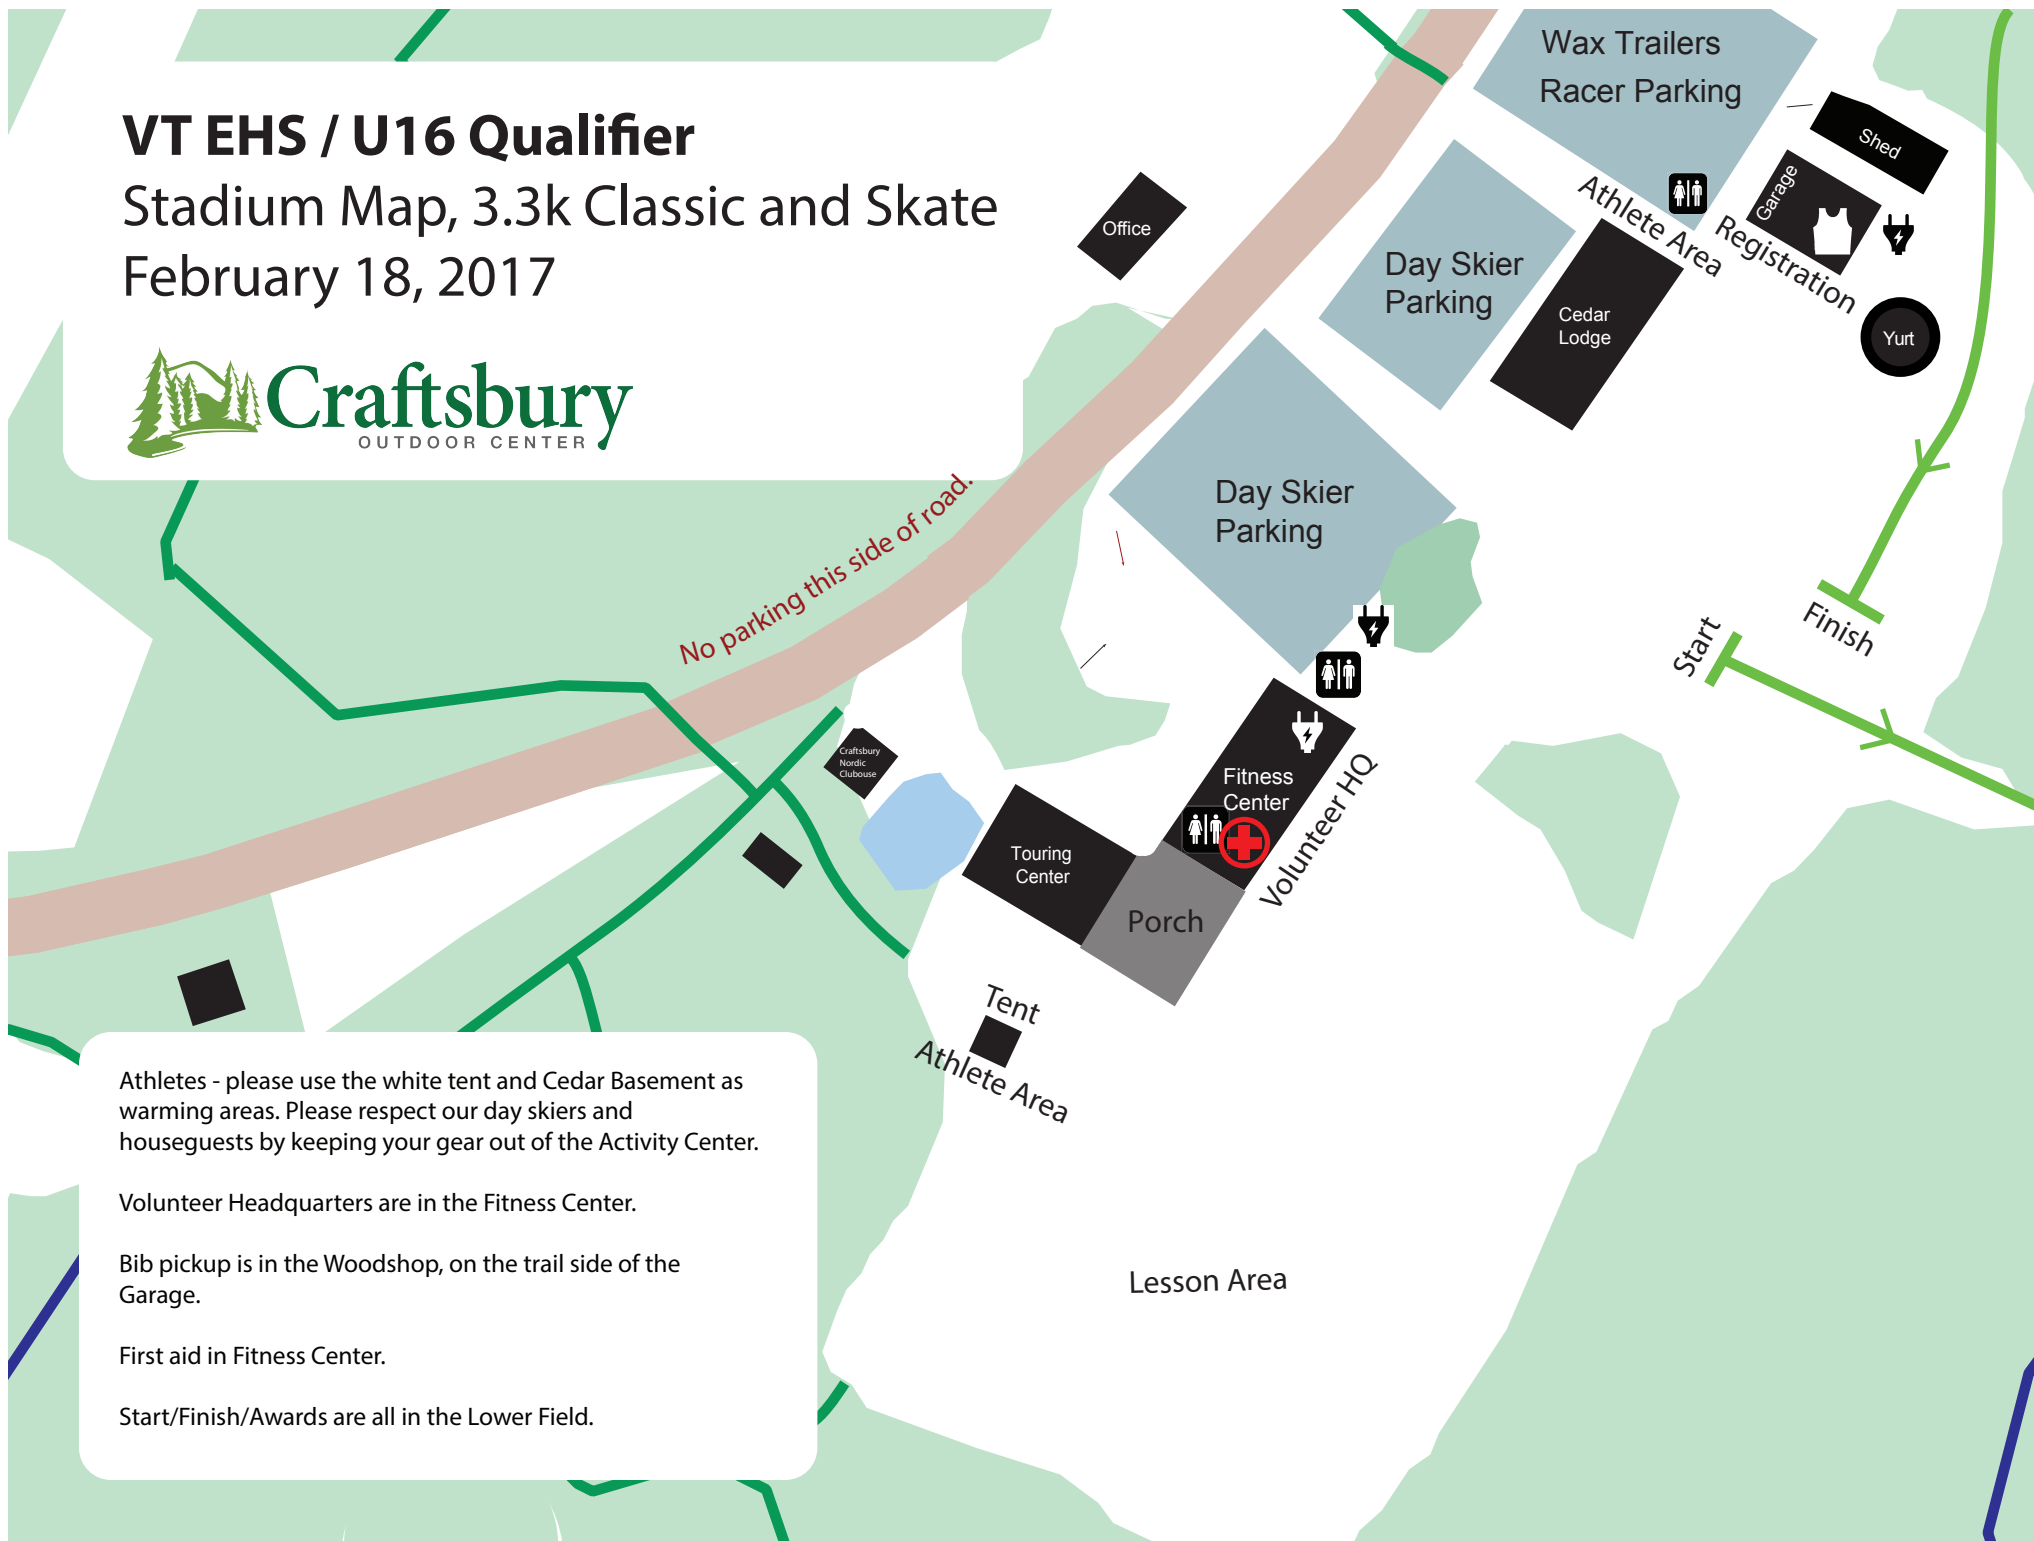 VT EHS / U16 Qualifier
Stadium Map, 3.3k Classic and Skate
February 18, 2017
Craftsbury
OUTDOOR CENTER
Wax Trailers
Racer Parking
Shed
Garage
Athlete Area
Registration
Office
Day Skier
Parking
Cedar
Lodge
Yurt
Day Skier
Parking
No parking this side of road.
Finish
Start
Craftsbury
Nordic
Clubouse
Fitness
Center
Volunteer HQ
Touring
Center
Porch
Tent
Athlete Area
Lesson Area
Athletes - please use the white tent and Cedar Basement as
warming areas. Please respect our day skiers and
houseguests by keeping your gear out of the Activity Center.
Volunteer Headquarters are in the Fitness Center.
Bib pickup is in the Woodshop, on the trail side of the
Garage.
First aid in Fitness Center.
Start/Finish/Awards are all in the Lower Field.